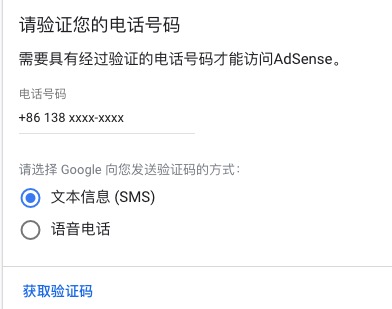 请验证您的电话号码
需要具有经过验证的电话号码才能访问AdSense。
电话号码
+86 138 xxxx-xxxx
请选择 Google 向您发送验证码的方式：
文本信息 (SMS)
语音电话
获取验证码